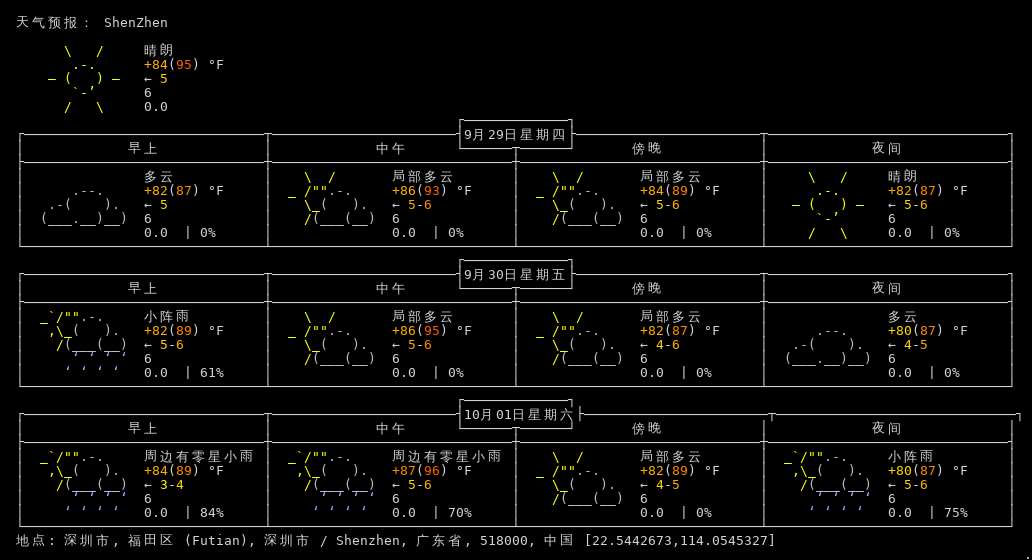 天气预报： ShenZhen
晴朗
+84(95) °F
← 5
6
0.0
9月29日星期四
早上 中午 傍晚 夜间
多云 局部多云 局部多云 晴朗
+82(87) °F +86(93) °F +84(89) °F +82(87) °F
← 5 ← 5-6 ← 5-6 ← 5-6
6 6 6 6
0.0 | 0% 0.0 | 0% 0.0 | 0% 0.0 | 0%
9月30日星期五
早上 中午 傍晚 夜间
小阵雨 局部多云 局部多云 多云
+82(89) °F +86(95) °F +82(87) °F +80(87) °F
← 5-6 ← 5-6 ← 4-6 ← 4-5
6 6 6 6
0.0 | 61% 0.0 | 0% 0.0 | 0% 0.0 | 0%
10月01日星期六
早上 中午 傍晚 夜间
周边有零星小雨 周边有零星小雨 局部多云 小阵雨
+84(89) °F +87(96) °F +82(89) °F +80(87) °F
← 3-4 ← 5-6 ← 4-5 ← 5-6
6 6 6 6
0.0 | 84% 0.0 | 70% 0.0 | 0% 0.0 | 75%
地点: 深圳市, 福田区 (Futian), 深圳市 / Shenzhen, 广东省, 518000, 中国 [22.5442673,114.0545327]